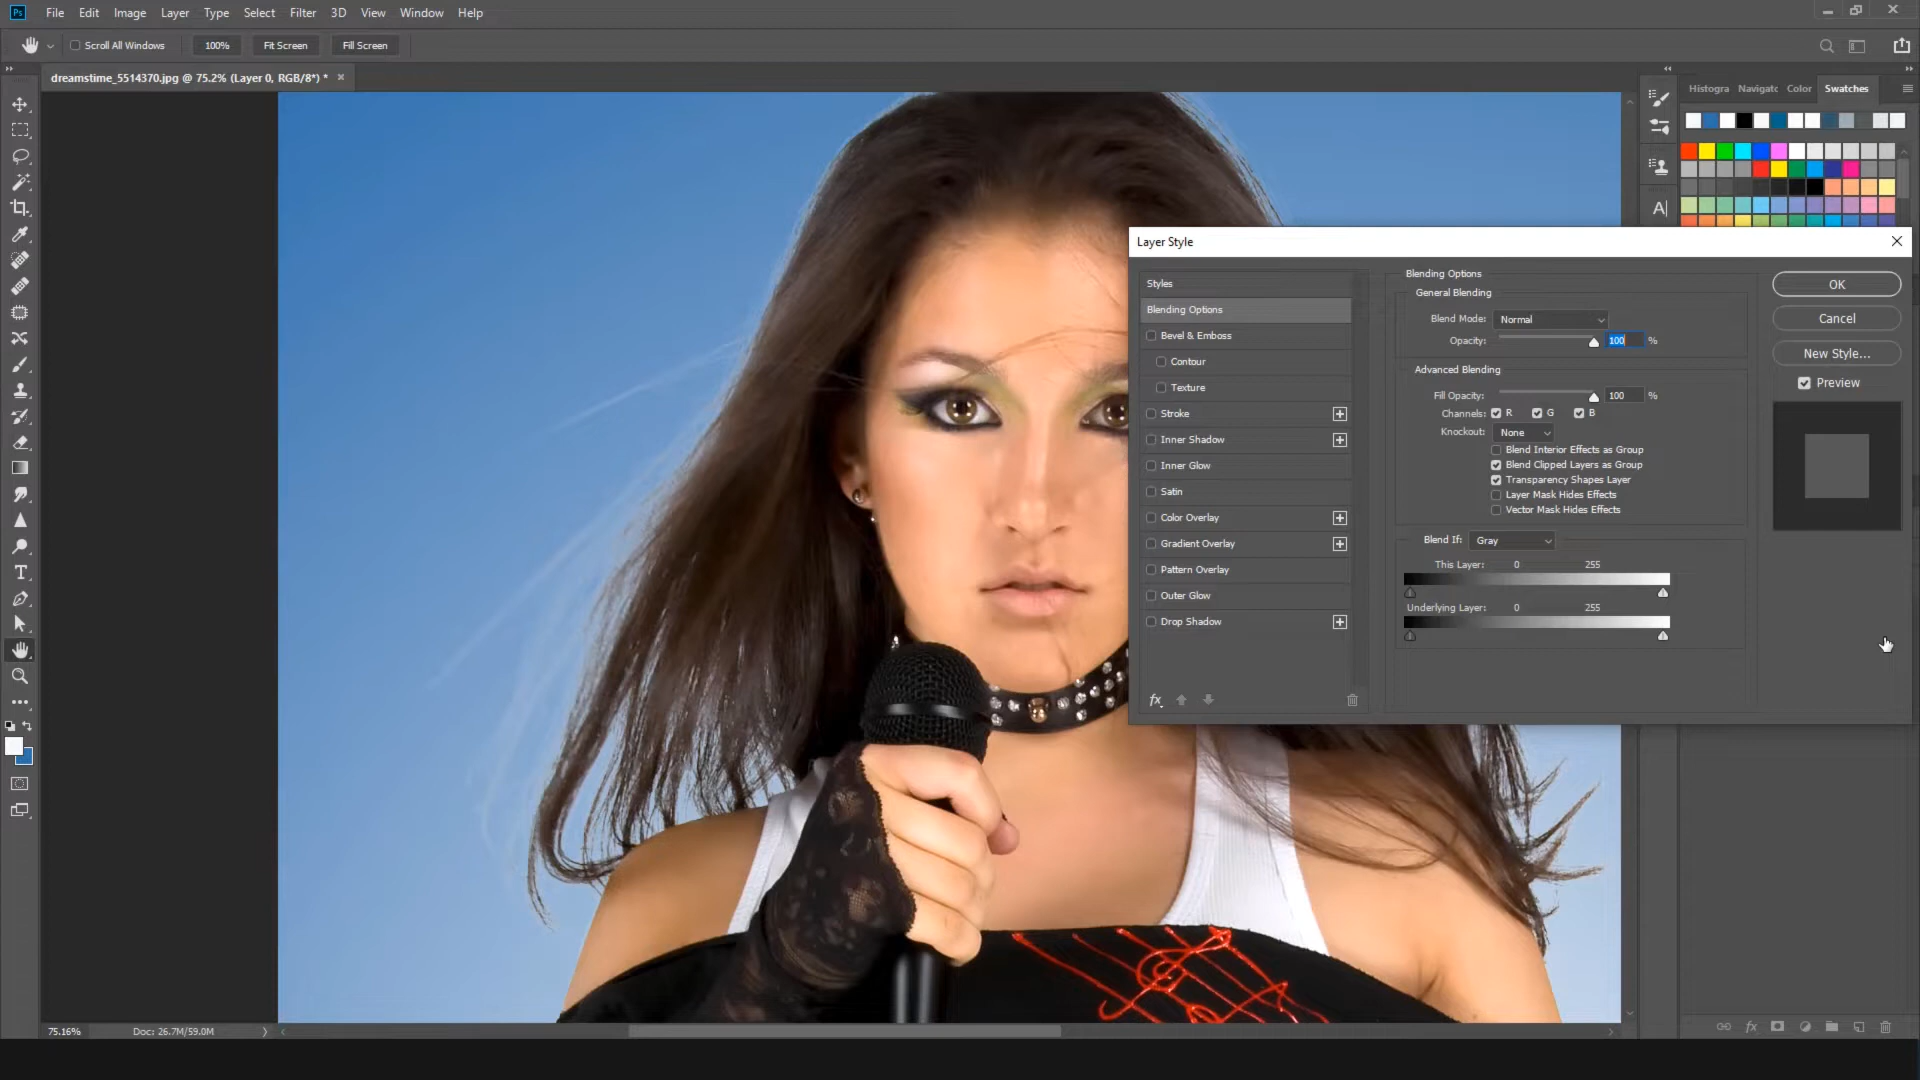 Ps File Edit Image Layer Type Select Filter 3D View Window Help
Scroll All Windows 100% Fit Screen Fill Screen
dreamstime_5514370.jpg @ 75.2% (Layer 0, RGB/8*) *
Histogra Navigatc Color Swatches
A|
Layer Style
Styles
Blending Options
Bevel & Emboss
Contour
Texture
Stroke
Inner Shadow
Inner Glow
Satin
Color Overlay
Gradient Overlay
Pattern Overlay
Outer Glow
Drop Shadow
fx
Blending Options
General Blending
Blend Mode: Normal
Opacity: 100 %
Advanced Blending
Fill Opacity: 100 %
Channels: R G B
Knockout: None
Blend Interior Effects as Group
Blend Clipped Layers as Group
Transparency Shapes Layer
Layer Mask Hides Effects
Vector Mask Hides Effects
Blend If: Gray
This Layer: 0 255
Underlying Layer: 0 255
OK
Cancel
New Style...
Preview
T
75.16% Doc: 26.7M/59.0M
fx